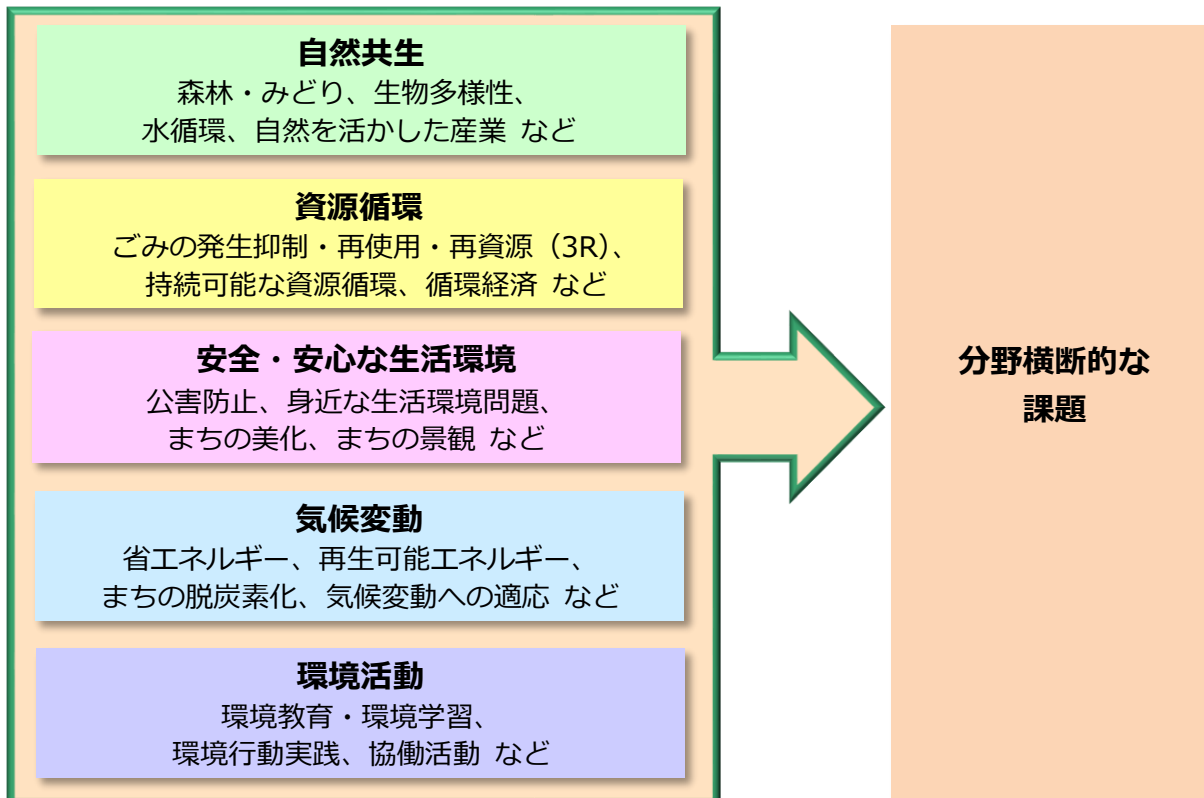 自然共生
森林・みどり、生物多様性、
水循環、自然を活かした産業 など
資源循環
ごみの発生抑制・再使用・再資源（3R）、
持続可能な資源循環、循環経済 など
安全・安心な生活環境
公害防止、身近な生活環境問題、
まちの美化、まちの景観 など
気候変動
省エネルギー、再生可能エネルギー、
まちの脱炭素化、気候変動への適応 など
環境活動
環境教育・環境学習、
環境行動実践、協働活動 など
分野横断的な
課題